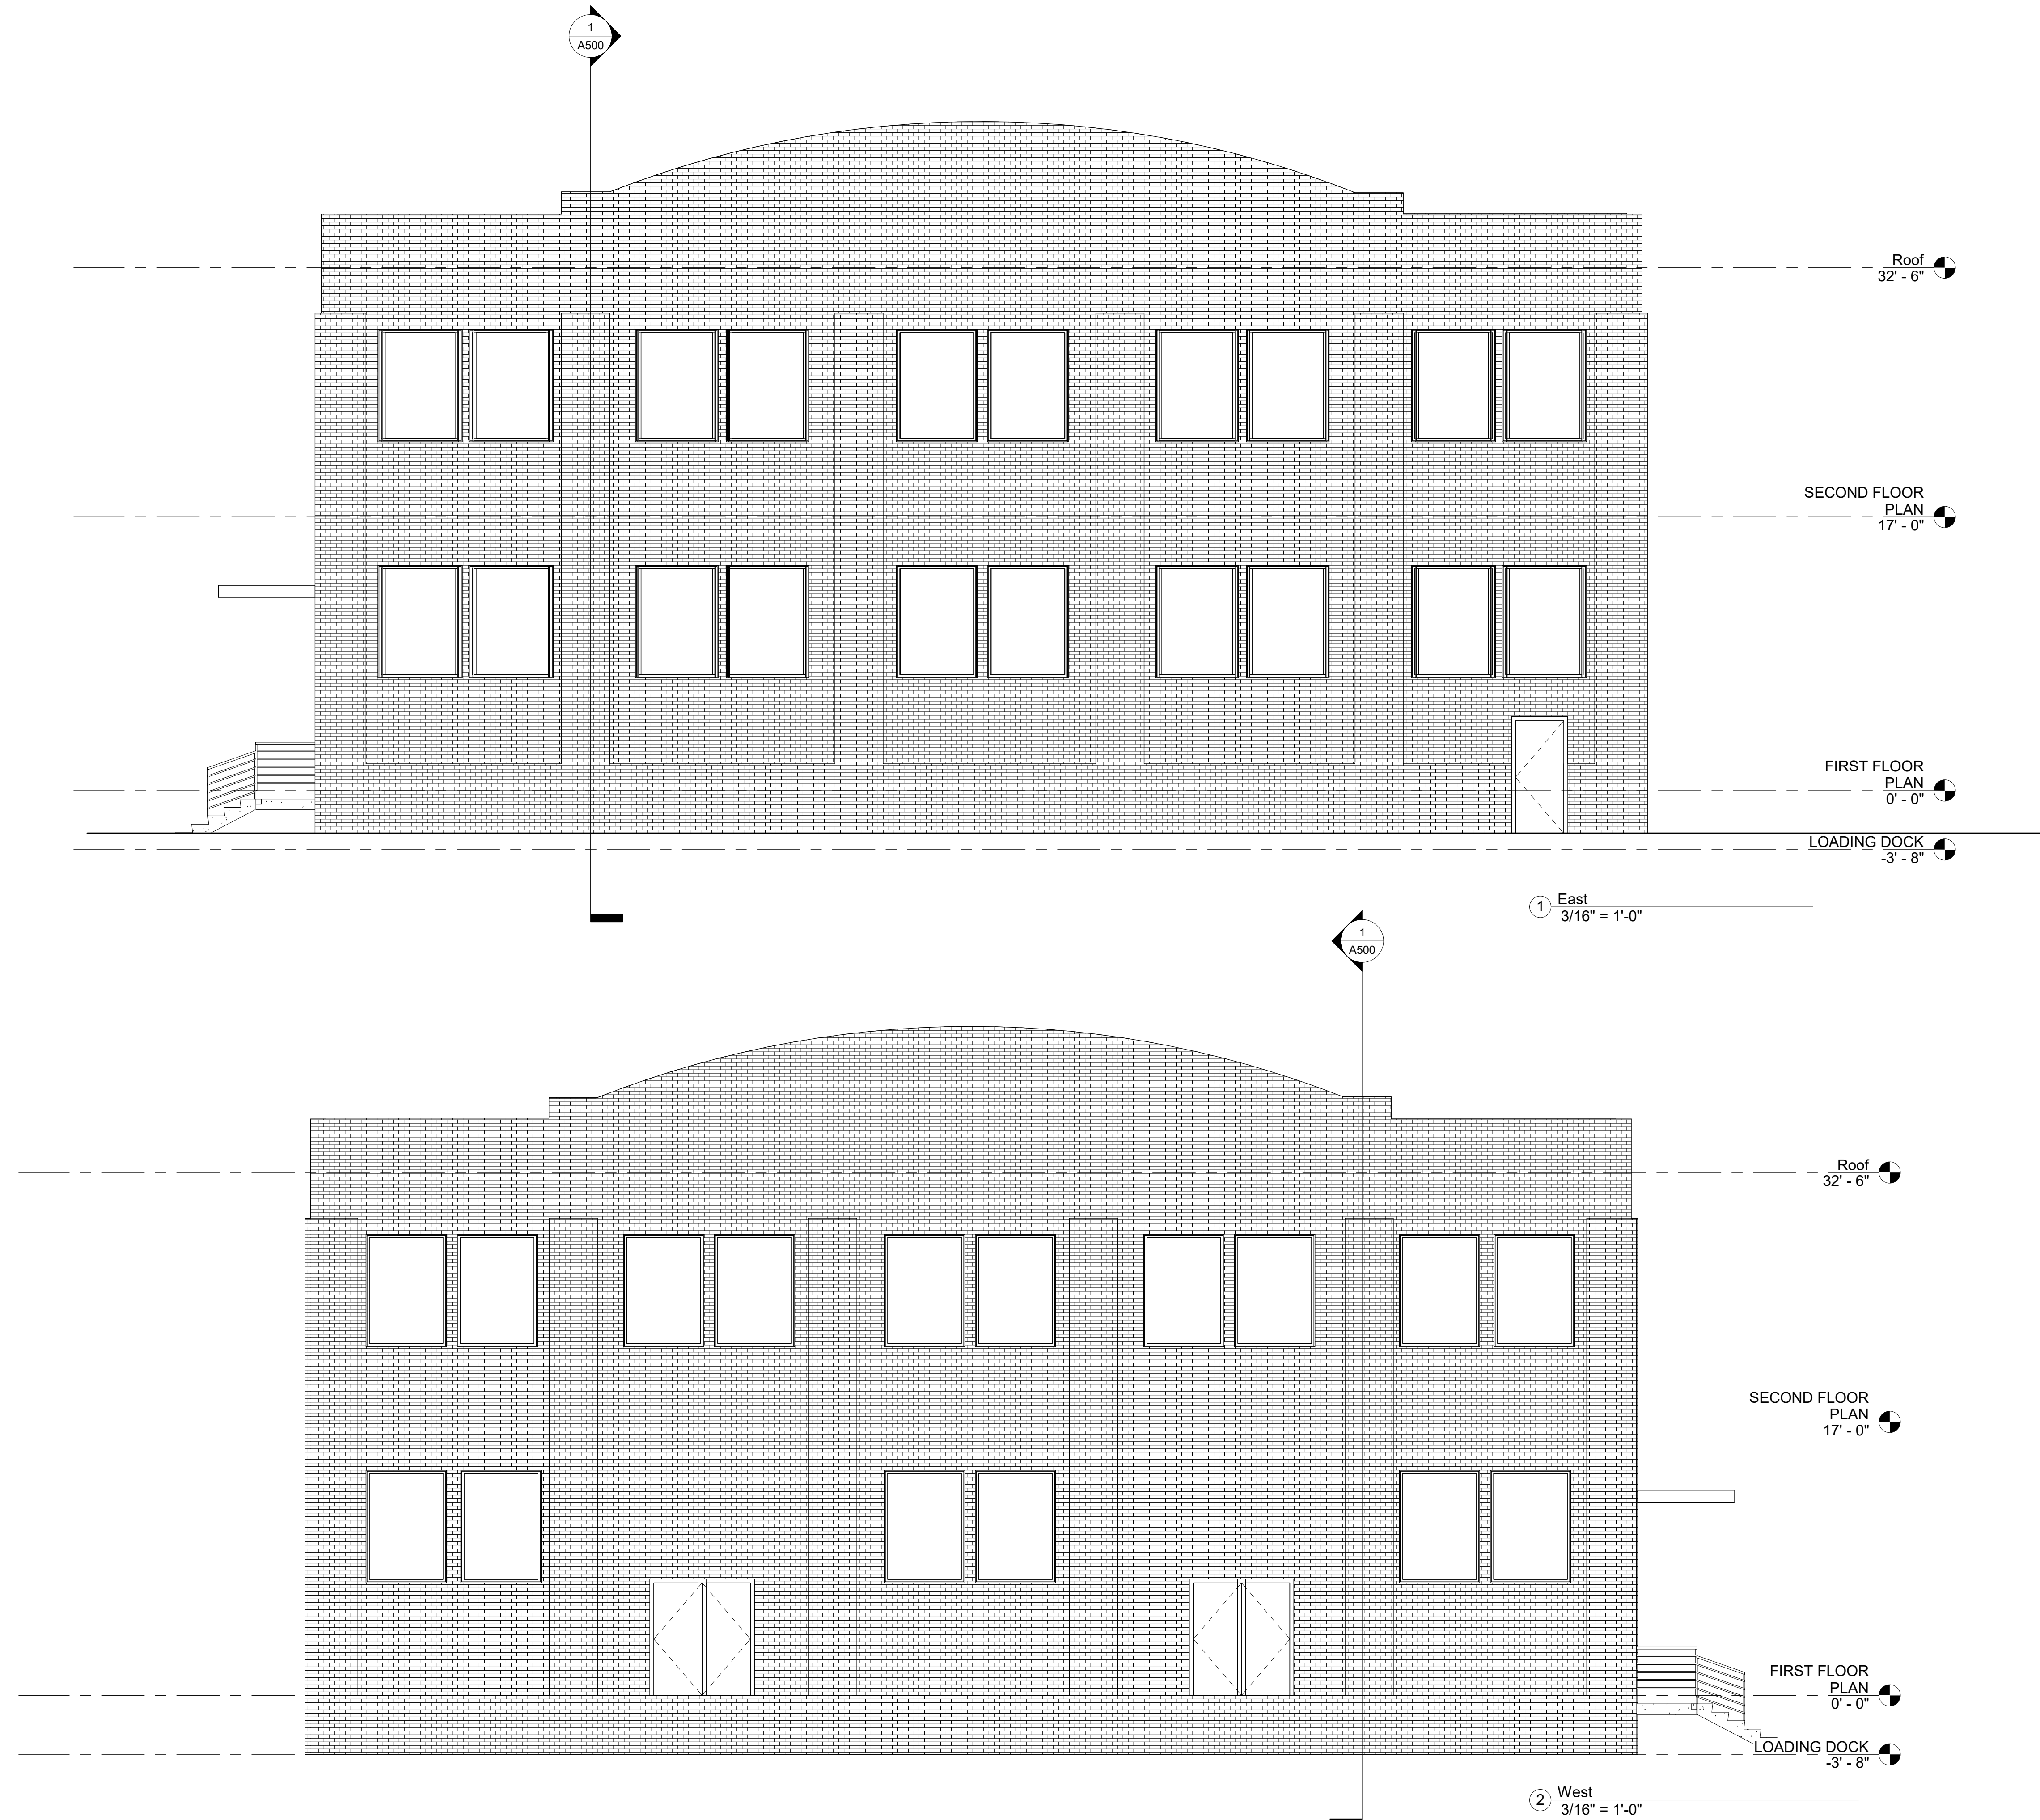 1
A500
Roof
32' - 6"
SECOND FLOOR
PLAN
17' - 0"
FIRST FLOOR
PLAN
0' - 0"
LOADING DOCK
-3' - 8"
1 East
3/16" = 1'-0"
1
A500
Roof
32' - 6"
SECOND FLOOR
PLAN
17' - 0"
FIRST FLOOR
PLAN
0' - 0"
LOADING DOCK
-3' - 8"
2 West
3/16" = 1'-0"